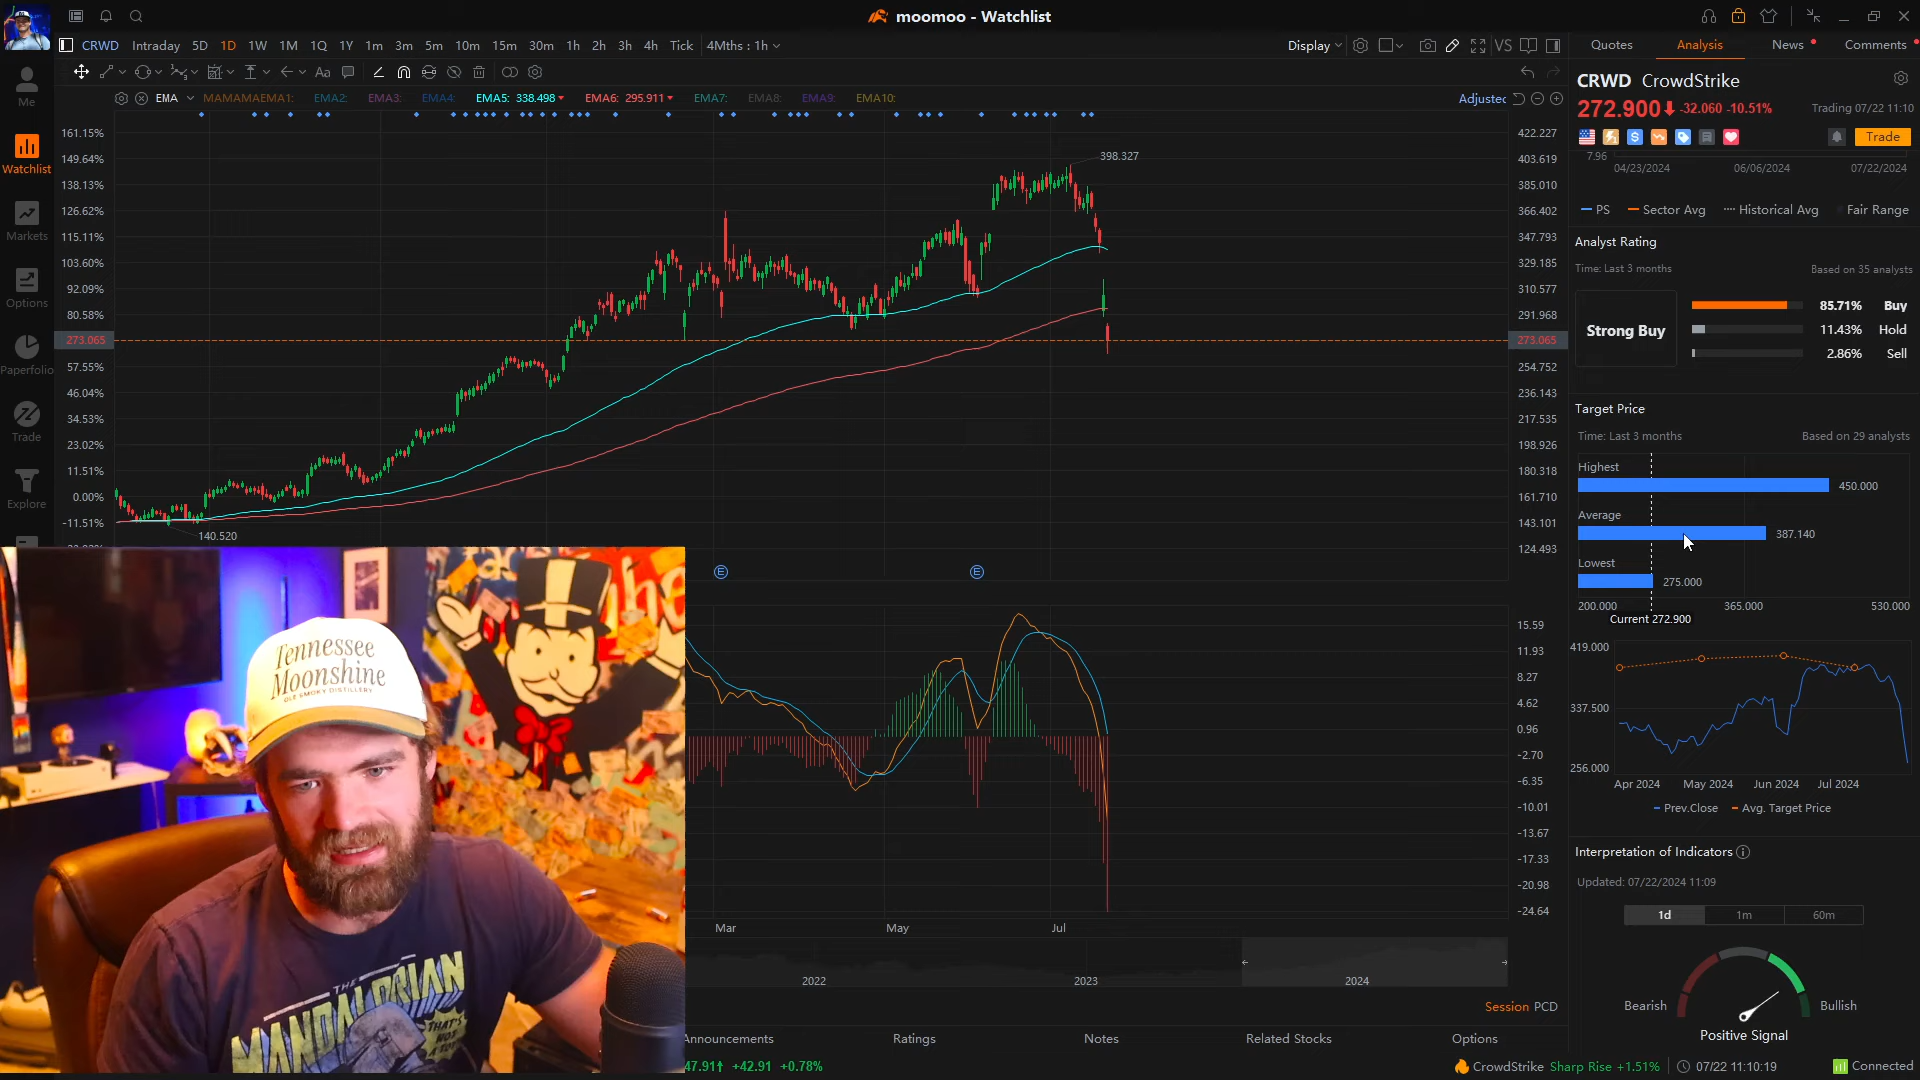 moomoo - Watchlist
CRWD Intraday 5D 1D 1W 1M 1Q 1Y 1m 3m 5m 10m 15m 30m 1h 2h 3h 4h Tick 4Mths : 1h
Display VS
Quotes Analysis News Comments
Aa
EMA MAMAMAEMA1: EMA2: EMA3: EMA4: EMA5: 338.498 EMA6: 295.911 EMA7: EMA8: EMA9: EMA10:
Adjusted
CRWD CrowdStrike
272.900 -32.060 -10.51% Trading 07/22 11:10
Trade
7.96
04/23/2024 06/06/2024 07/22/2024
PS Sector Avg Historical Avg Fair Range
Analyst Rating
Time: Last 3 months Based on 35 analysts
Strong Buy
85.71% Buy
11.43% Hold
2.86% Sell
Target Price
Time: Last 3 months Based on 29 analysts
Highest
450.000
Average
387.140
Lowest
275.000
200.000 365.000 530.000
Current 272.900
419.000
337.500
256.000
Apr 2024 May 2024 Jun 2024 Jul 2024
Prev.Close Avg. Target Price
Interpretation of Indicators
Updated: 07/22/2024 11:09
1d 1m 60m
Bearish Bullish
Positive Signal
Me
Watchlist
Markets
Options
Paperfolio
Trade
Explore
161.15%
149.64%
138.13%
126.62%
115.11%
103.60%
92.09%
80.58%
273.065
57.55%
46.04%
34.53%
23.02%
11.51%
0.00%
-11.51%
398.327
140.520
422.227
403.619
385.010
366.402
347.793
329.185
310.577
291.968
273.065
254.752
236.143
217.535
198.926
180.318
161.710
143.101
124.493
E E
15.59
11.93
8.27
4.62
0.96
-2.70
-6.35
-10.01
-13.67
-17.33
-20.98
-24.64
Mar May Jul
2022 2023 2024
Session PCD
Announcements Ratings Notes Related Stocks Options
47.91 +42.91 +0.78%
CrowdStrike Sharp Rise +1.51% 07/22 11:10:19 Connected
Tennessee
Moonshine
OLE SMOKY DISTILLERY
THE
MANDALORIAN
THAT'S